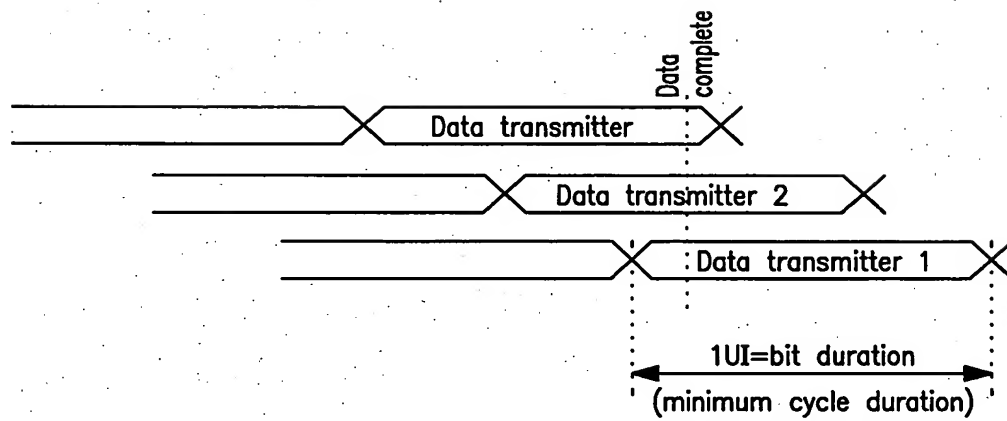 Data
complete
Data transmitter
Data transmitter 2
Data transmitter 1
1UI=bit duration
(minimum cycle duration)